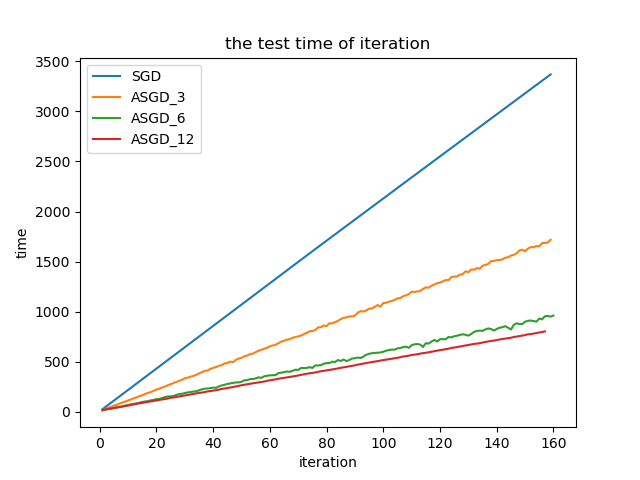 the test time of iteration
SGD
ASGD_3
ASGD_6
ASGD_12
3500
3000
2500
2000
1500
1000
500
0
time
0 20 40 60 80 100 120 140 160
iteration